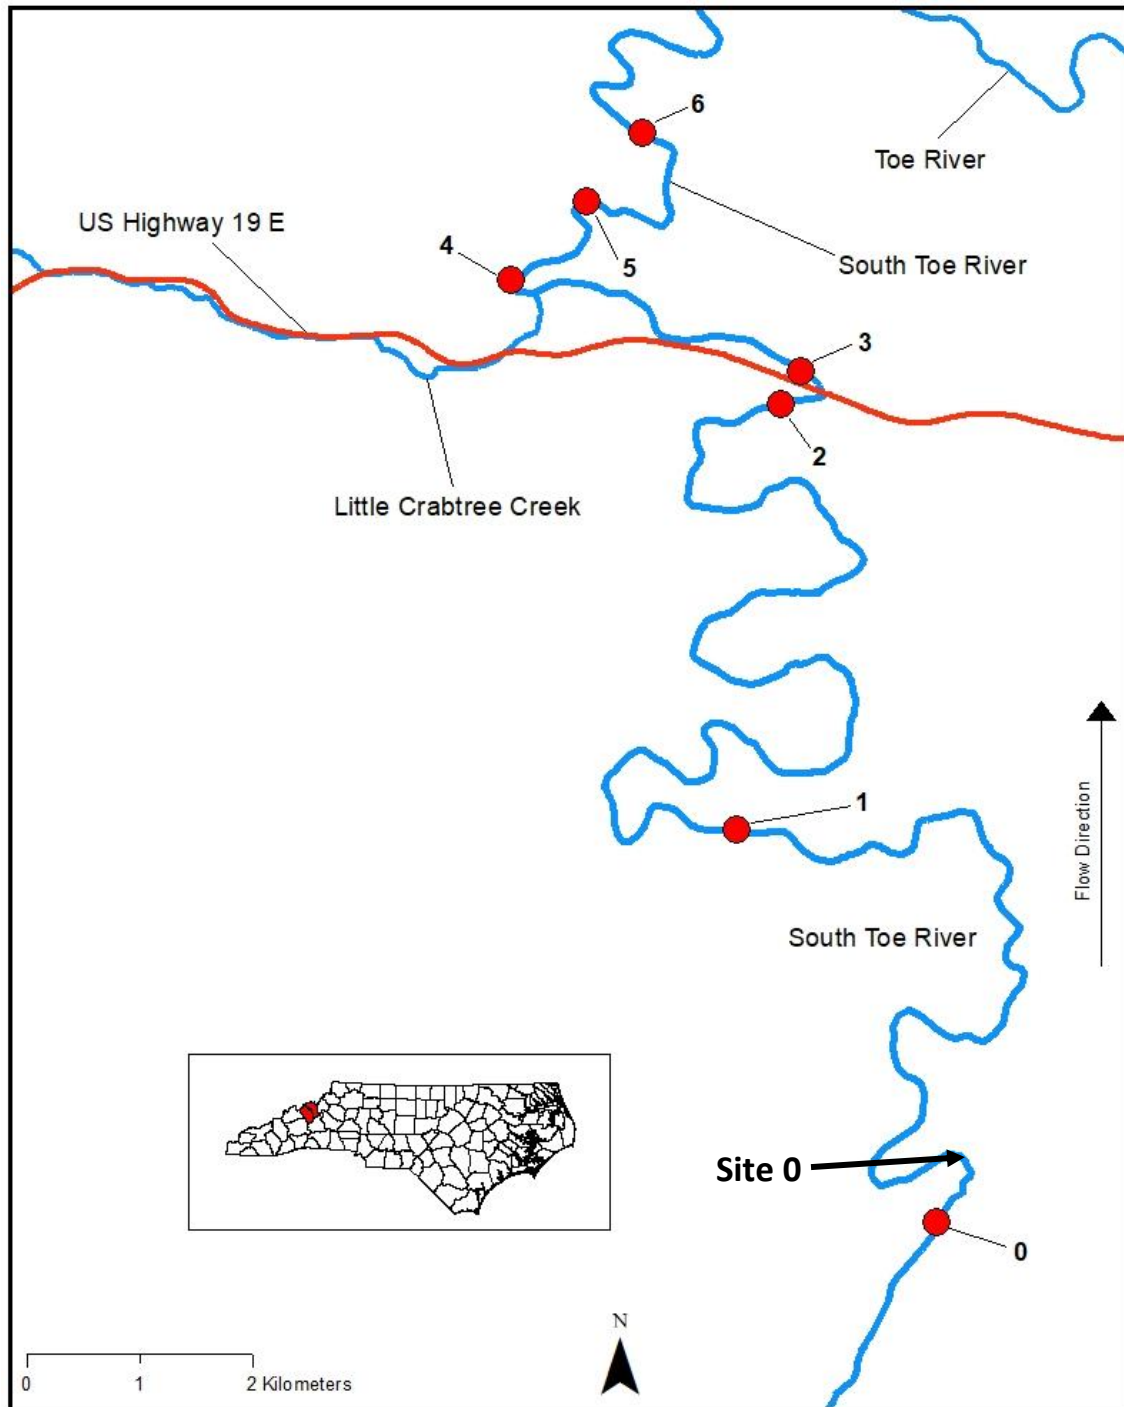 6
Toe River
US Highway 19 E
4
5
South Toe River
3
2
Little Crabtree Creek
1
Flow Direction
South Toe River
Site 0
0
N
0 1 2 Kilometers